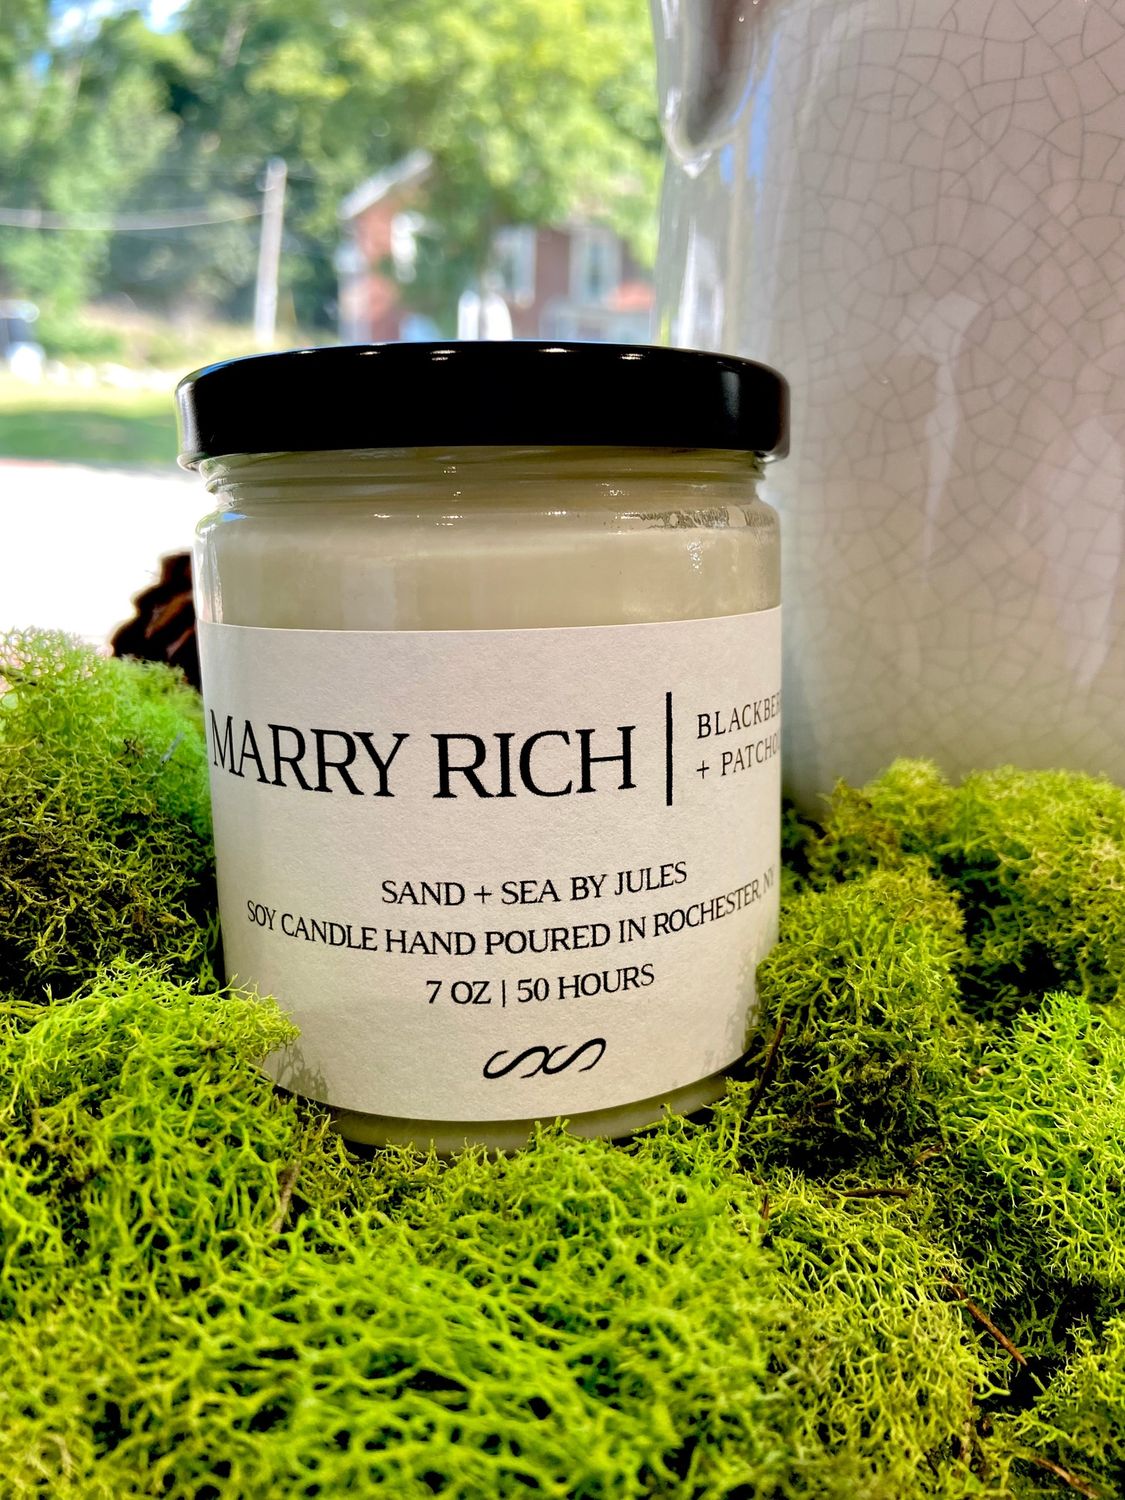 MARRY RICH
+
SAND + SEA BY JULES
SOY CANDLE HAND POURED IN ROCHESTER, NY
7 OZ | 50 HOURS